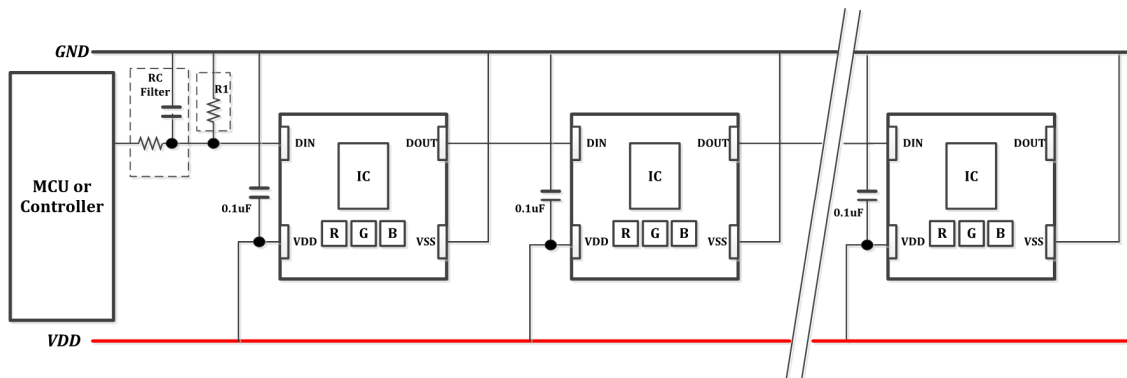 GND
RC
Filter
R1
MCU or
Controller
0.1uF
DIN
DOUT
IC
VDD
R G B
VSS
0.1uF
DIN
DOUT
IC
VDD
R G B
VSS
0.1uF
DIN
DOUT
IC
VDD
R G B
VSS
VDD